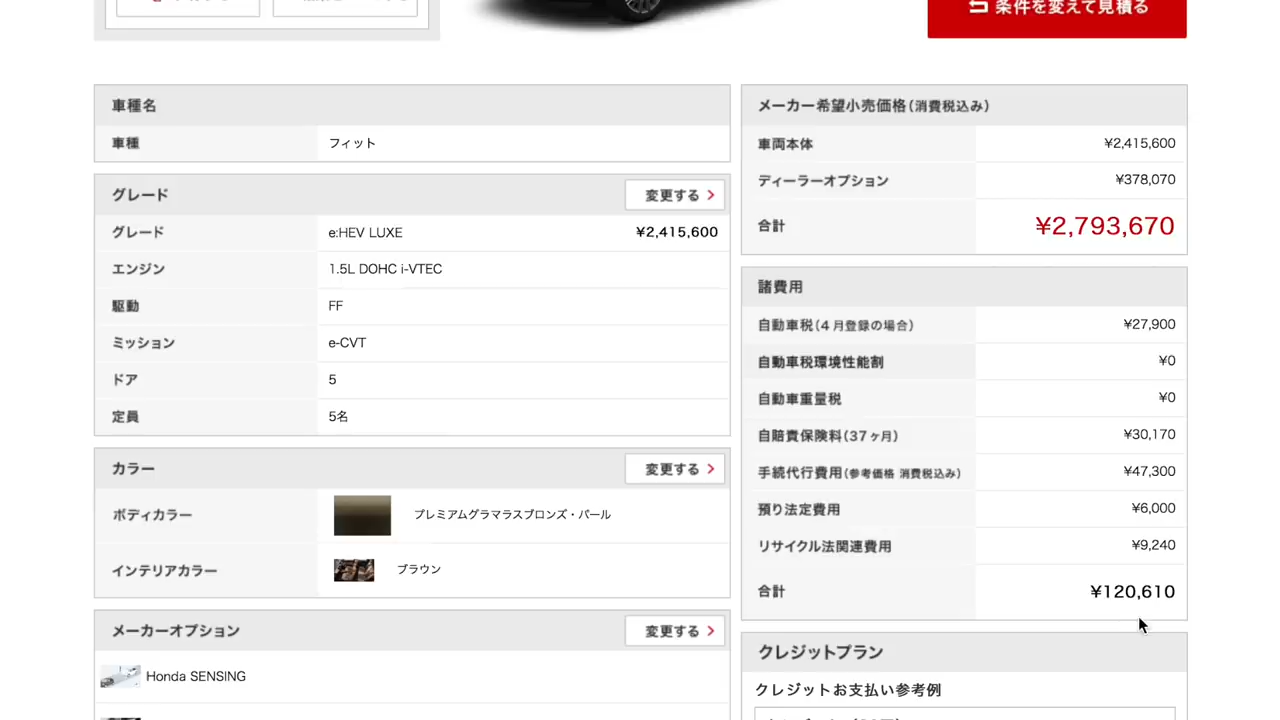 条件を変えて見積る
車種名
車種 フィット
グレード 変更する
グレード e:HEV LUXE ¥2,415,600
エンジン 1.5L DOHC i-VTEC
駆動 FF
ミッション e-CVT
ドア 5
定員 5名
カラー 変更する
ボディカラー プレミアムグラマラスブロンズ・パール
インテリアカラー ブラウン
メーカーオプション 変更する
Honda SENSING
メーカー希望小売価格(消費税込み)
車両本体 ¥2,415,600
ディーラーオプション ¥378,070
合計 ¥2,793,670
諸費用
自動車税(4月登録の場合) ¥27,900
自動車税環境性能割 ¥0
自動車重量税 ¥0
自賠責保険料(37ヶ月) ¥30,170
手続代行費用(参考価格 消費税込み) ¥47,300
預り法定費用 ¥6,000
リサイクル法関連費用 ¥9,240
合計 ¥120,610
クレジットプラン
クレジットお支払い参考例